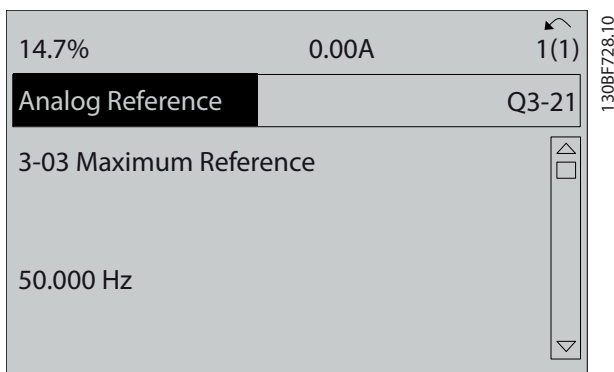 14.7% 0.00A 1(1)
Analog Reference Q3-21
3-03 Maximum Reference
50.000 Hz
130BF728.10